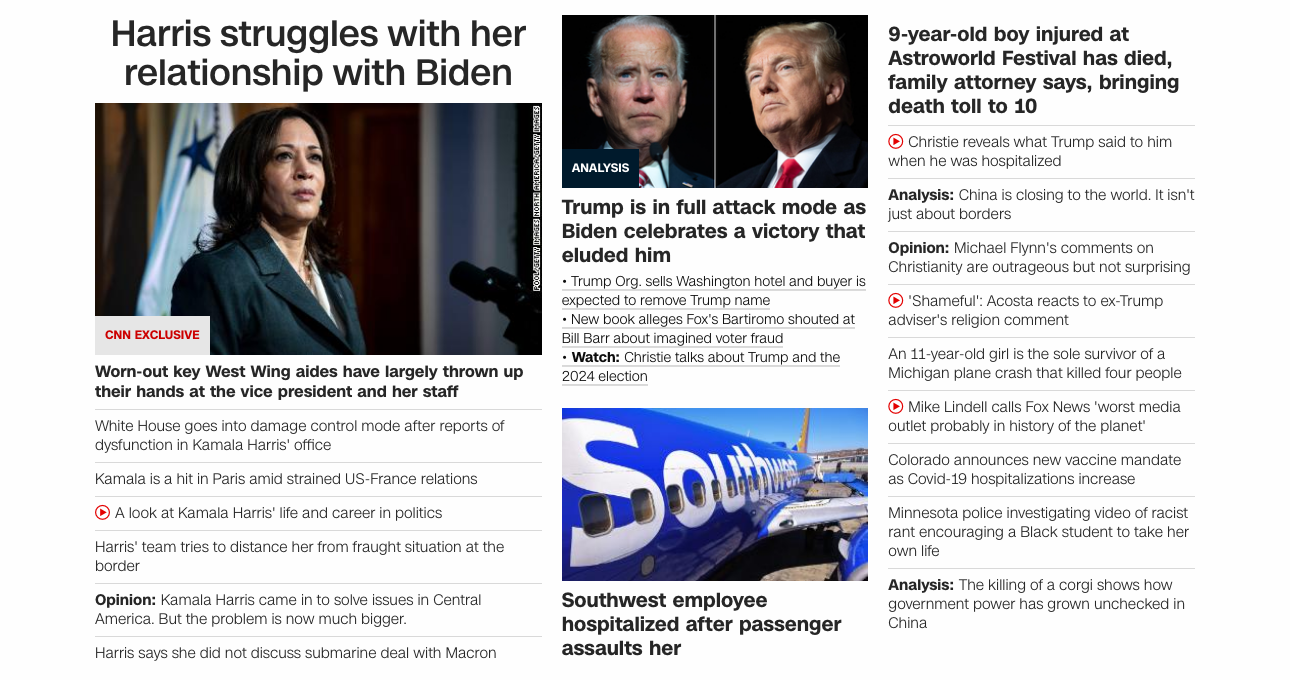 Harris struggles with her
relationship with Biden
POOL/GETTY IMAGES NORTH AMERICA/GETTY IMAGES
CNN EXCLUSIVE
Worn-out key West Wing aides have largely thrown up
their hands at the vice president and her staff
White House goes into damage control mode after reports of
dysfunction in Kamala Harris' office
Kamala is a hit in Paris amid strained US-France relations
A look at Kamala Harris' life and career in politics
Harris' team tries to distance her from fraught situation at the
border
Opinion: Kamala Harris came in to solve issues in Central
America. But the problem is now much bigger.
Harris says she did not discuss submarine deal with Macron
ANALYSIS
Trump is in full attack mode as
Biden celebrates a victory that
eluded him
• Trump Org. sells Washington hotel and buyer is
expected to remove Trump name
• New book alleges Fox's Bartiromo shouted at
Bill Barr about imagined voter fraud
• Watch: Christie talks about Trump and the
2024 election
Southwest
Southwest employee
hospitalized after passenger
assaults her
9-year-old boy injured at
Astroworld Festival has died,
family attorney says, bringing
death toll to 10
Christie reveals what Trump said to him
when he was hospitalized
Analysis: China is closing to the world. It isn't
just about borders
Opinion: Michael Flynn's comments on
Christianity are outrageous but not surprising
'Shameful': Acosta reacts to ex-Trump
adviser's religion comment
An 11-year-old girl is the sole survivor of a
Michigan plane crash that killed four people
Mike Lindell calls Fox News 'worst media
outlet probably in history of the planet'
Colorado announces new vaccine mandate
as Covid-19 hospitalizations increase
Minnesota police investigating video of racist
rant encouraging a Black student to take her
own life
Analysis: The killing of a corgi shows how
government power has grown unchecked in
China